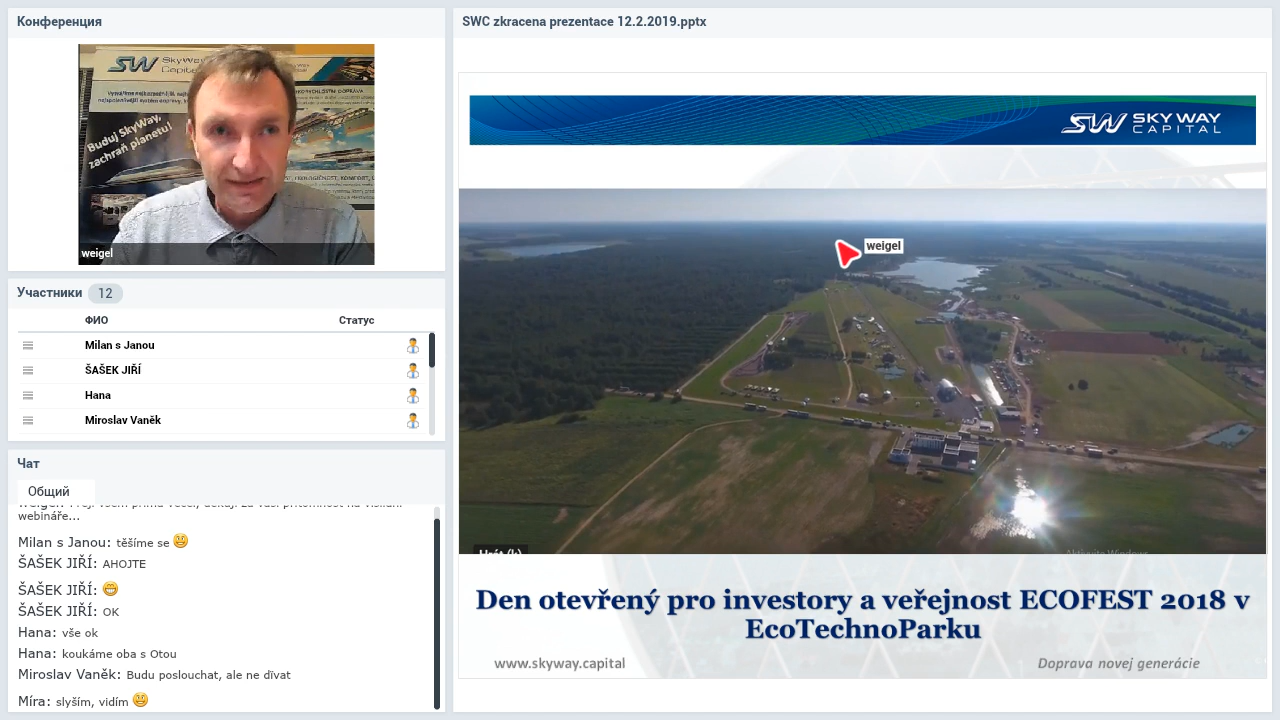 Конференция
SW SkyWay
Capital
Buduj SkyWay,
zachraň planetu!
weigel
Участники 12
ФИО Статус
Milan s Janou
ŠAŠEK JIŘÍ
Hana
Miroslav Vaněk
Чат
Общий
webináře...
Milan s Janou: těšíme se
ŠAŠEK JIŘÍ: AHOJTE
ŠAŠEK JIŘÍ:
ŠAŠEK JIŘÍ: OK
Hana: vše ok
Hana: koukáme oba s Otou
Miroslav Vaněk: Budu poslouchat, ale ne dívat
Míra: slyším, vidím
SWC zkracena prezentace 12.2.2019.pptx
SW SKY WAY
CAPITAL
weigel
Den otevřený pro investory a veřejnost ECOFEST 2018 v
EcoTechnoParku
www.skyway.capital
Doprava novej generácie